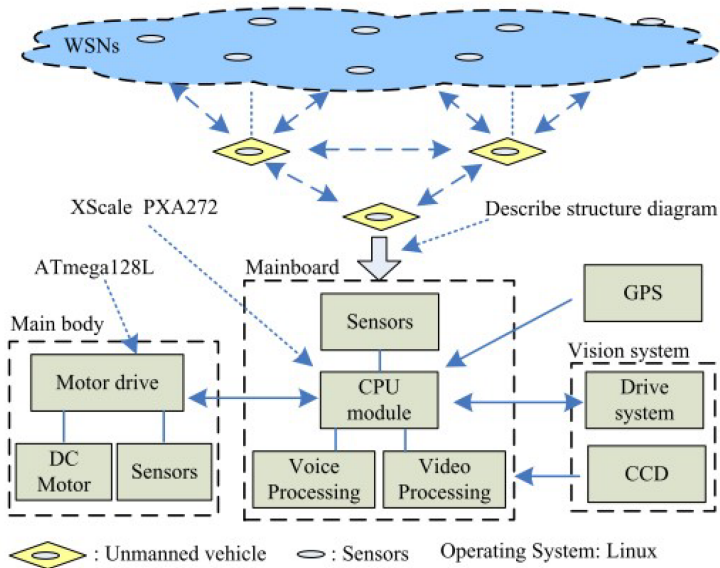 WSNs
XScale PXA272
Describe structure diagram
ATmega128L
Mainboard
GPS
Main body
Sensors
Vision system
Motor drive
CPU
module
Drive
system
DC
Motor
Sensors
Voice
Processing
Video
Processing
CCD
: Unmanned vehicle
: Sensors
Operating System: Linux